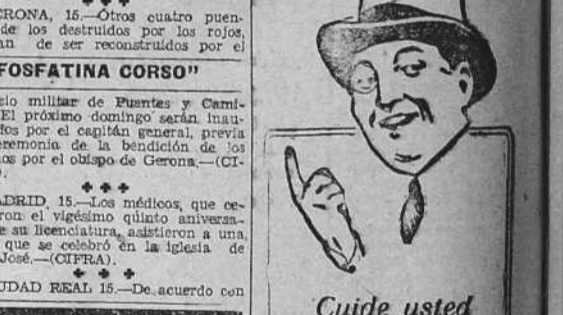 ERONA, 15.—Otros cuatro puen-
de los destruidos por los rojos,
an de ser reconstruidos por el
FOSFATINA CORSO"
cio militar de Puentes y Cami-
El próximo domingo serán inau-
dos por el capitán general, previa
eremonia de la bendición de los
os por el obispo de Gerona.—(CI-
).
ADRID, 15.—Los médicos, que ce-
ron el vigésimo quinto aniversa-
e su licenciatura, asistieron a una,
que se celebró en la iglesia de
José.—(CIFRA).
UDAD REAL 15.—De acuerdo con
Cuide usted